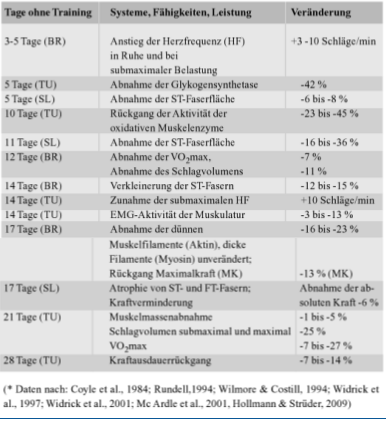 Tage ohne Training Systeme, Fähigkeiten, Leistung Veränderung
3-5 Tage (BR) Anstieg der Herzfrequenz (HF) +3 -10 Schläge/min
in Ruhe und bei
submaximaler Belastung
5 Tage (TU) Abnahme der Glykogensynthetase -42 %
5 Tage (SL) Abnahme der ST-Faserfläche -6 bis -8 %
10 Tage (TU) Rückgang der Aktivität der -23 bis -45 %
oxidativen Muskelenzyme
11 Tage (SL) Abnahme der ST-Faserfläche -16 bis -36 %
12 Tage (BR) Abnahme der VO₂max, -7 %
Abnahme des Schlagvolumens -11 %
14 Tage (BR) Verkleinerung der ST-Fasern -12 bis -15 %
14 Tage (TU) Zunahme der submaximalen HF +10 Schläge/min
14 Tage (TU) EMG-Aktivität der Muskulatur -3 bis -13 %
17 Tage (BR) Abnahme der dünnen -16 bis -23 %
Muskelfilamente (Aktin), dicke
Filamente (Myosin) unverändert;
Rückgang Maximalkraft (MK) -13 % (MK)
17 Tage (SL) Atrophie von ST- und FT-Fasern; Abnahme der ab-
Kraftverminderung soluten Kraft -6 %
21 Tage (TU) Muskelmassenabnahme -1 bis -5 %
Schlagvolumen submaximal und maximal -25 %
VO₂max -7 bis -27 %
28 Tage (TU) Kraftausdauerrückgang -7 bis -14 %
(* Daten nach: Coyle et al., 1984; Rundell,1994; Wilmore & Costill, 1994; Widrick et
al., 1997; Widrick et al., 2001; Mc Ardle et al., 2001, Hollmann & Strüder, 2009)